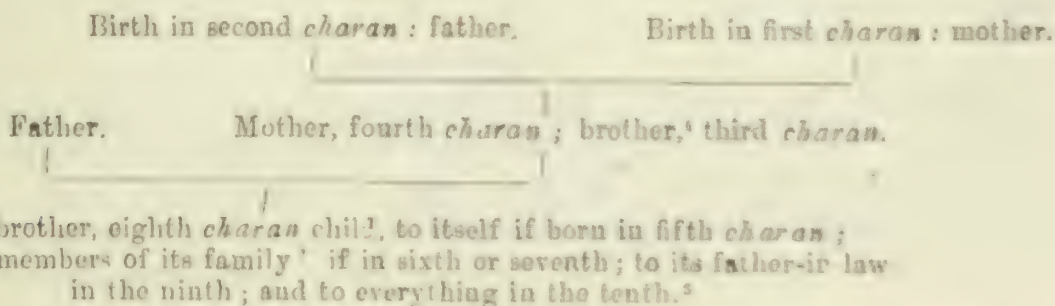 Birth in second charan : father. Birth in first charan : mother.
Father. Mother, fourth charan ; brother,⁴ third charan.
brother, eighth charan child, to itself if born in fifth charan ;
members of its family if in sixth or seventh ; to its father-in law
in the ninth ; and to everything in the tenth.⁵